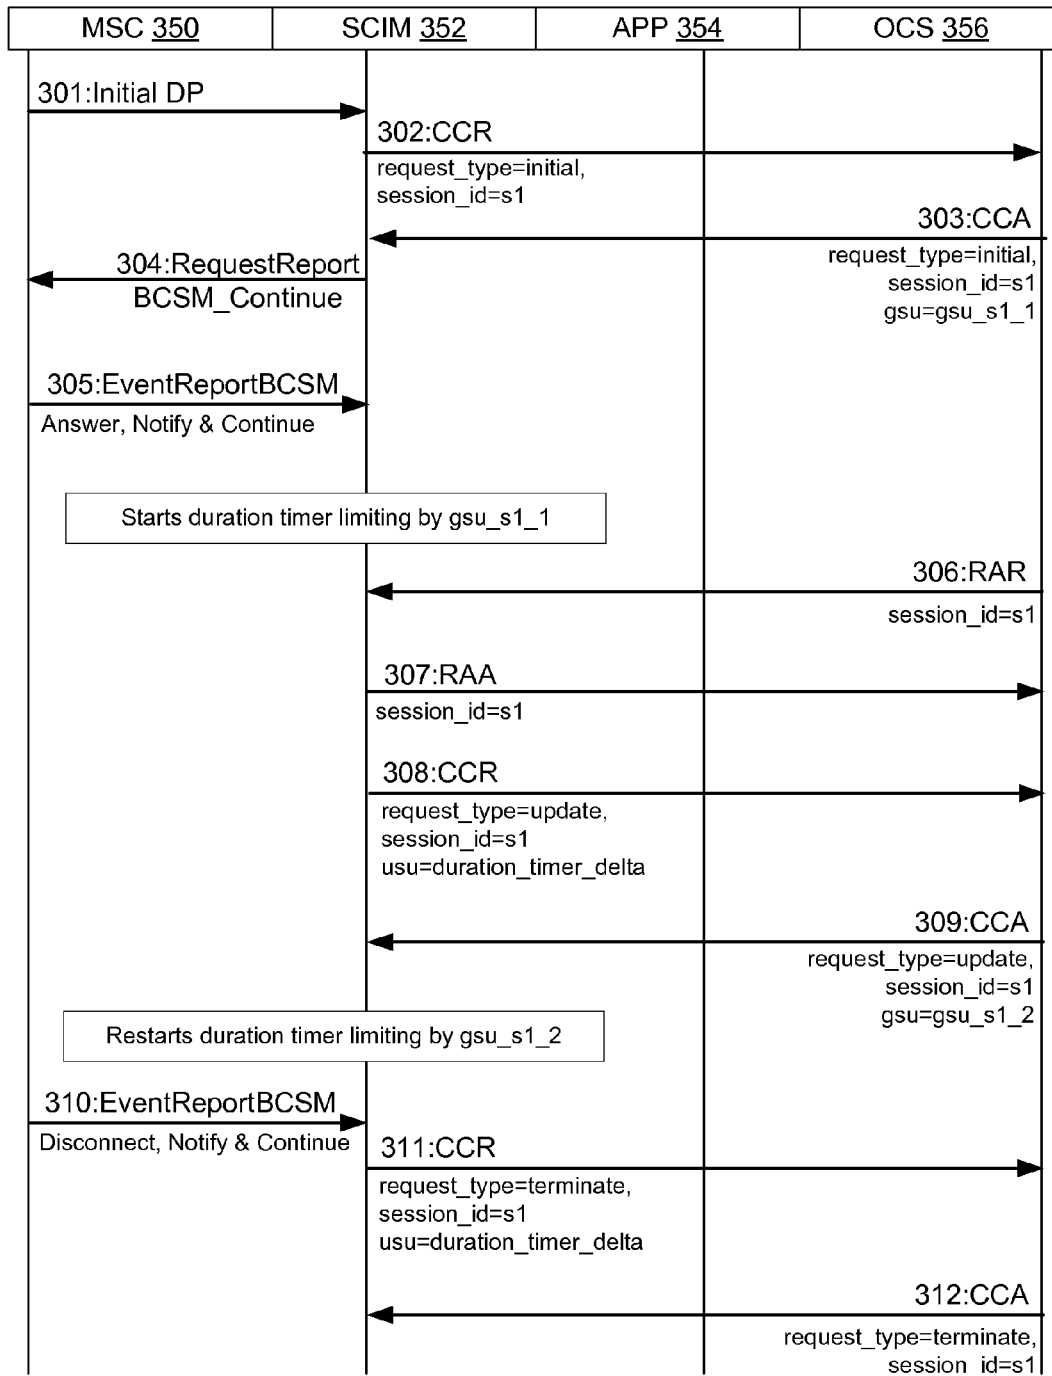 MSC 350
SCIM 352
APP 354
OCS 356
301:Initial DP
302:CCR
request_type=initial,
session_id=s1
303:CCA
request_type=initial,
session_id=s1
gsu=gsu_s1_1
304:RequestReport
BCSM_Continue
305:EventReportBCSM
Answer, Notify & Continue
Starts duration timer limiting by gsu_s1_1
306:RAR
session_id=s1
307:RAA
session_id=s1
308:CCR
request_type=update,
session_id=s1
usu=duration_timer_delta
309:CCA
request_type=update,
session_id=s1
gsu=gsu_s1_2
Restarts duration timer limiting by gsu_s1_2
310:EventReportBCSM
Disconnect, Notify & Continue
311:CCR
request_type=terminate,
session_id=s1
usu=duration_timer_delta
312:CCA
request_type=terminate,
session_id=s1